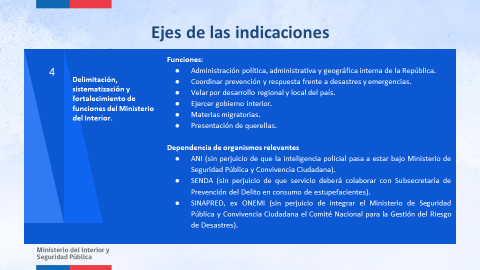 Ejes de las indicaciones
4
Delimitación,
sistematización y
fortalecimiento de
funciones del Ministerio
del Interior.
Funciones:
● Administración política, administrativa y geográfica interna de la República.
● Coordinar prevención y respuesta frente a desastres y emergencias.
● Velar por desarrollo regional y local del país.
● Ejercer gobierno interior.
● Materias migratorias.
● Presentación de querellas.
Dependencia de organismos relevantes
● ANI (sin perjuicio de que la inteligencia policial pasa a estar bajo Ministerio de
Seguridad Pública y Convivencia Ciudadana).
● SENDA (sin perjuicio de que servicio deberá colaborar con Subsecretaría de
Prevención del Delito en consumo de estupefacientes).
● SINAPRED, ex ONEMI (sin perjuicio de integrar el Ministerio de Seguridad
Pública y Convivencia Ciudadana el Comité Nacional para la Gestión del Riesgo
de Desastres).
Ministerio del Interior y
Seguridad Pública